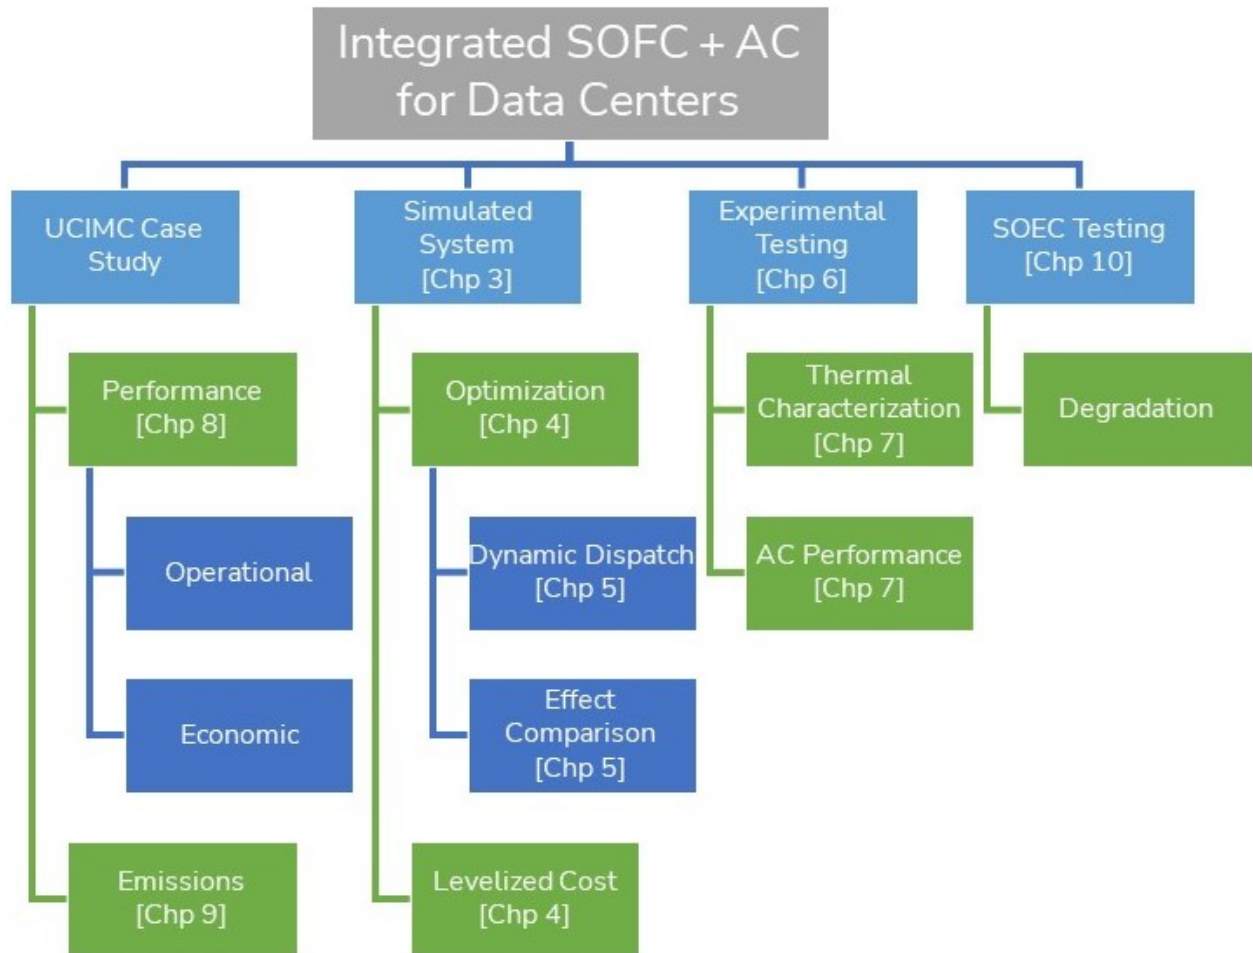 Integrated SOFC + AC
for Data Centers
UCIMC Case
Study
Performance
[Chp 8]
Operational
Economic
Emissions
[Chp 9]
Simulated
System
[Chp 3]
Optimization
[Chp 4]
Dynamic Dispatch
[Chp 5]
Effect
Comparison
[Chp 5]
Levelized Cost
[Chp 4]
Experimental
Testing
[Chp 6]
Thermal
Characterization
[Chp 7]
AC Performance
[Chp 7]
SOEC Testing
[Chp 10]
Degradation